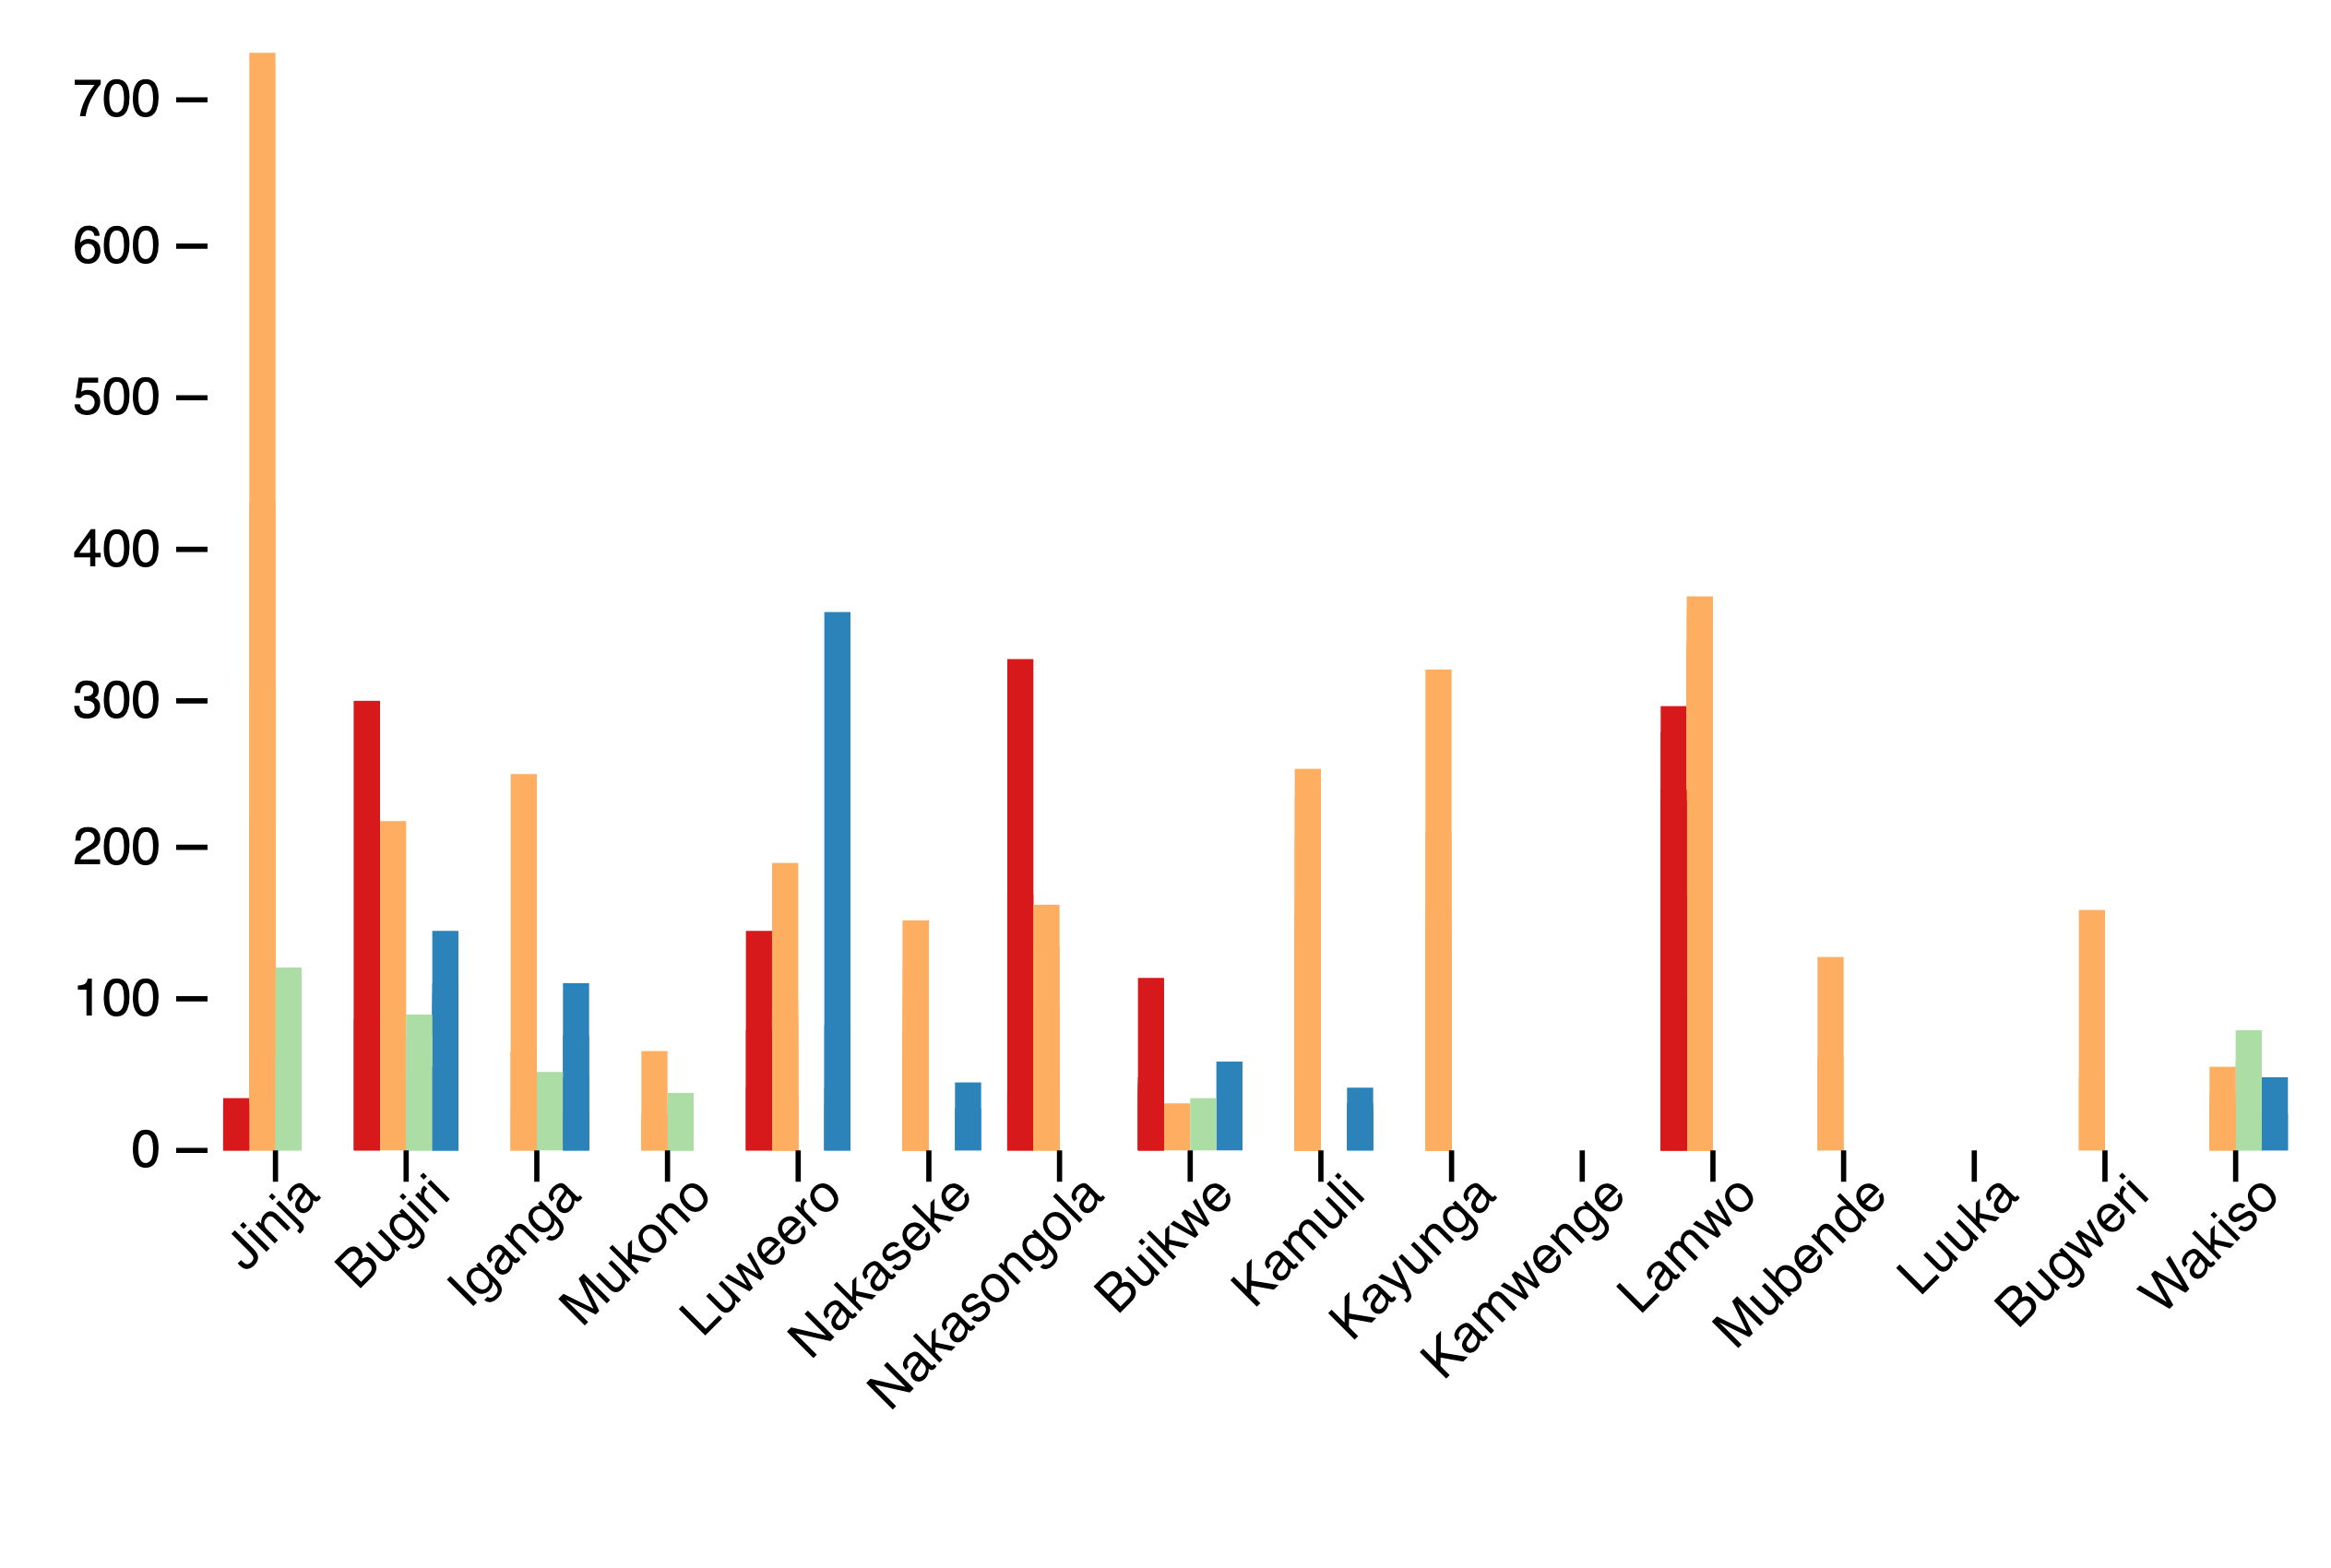 700
600
500
400
300
200
100
0
Jinja
Bugiri
Iganga
Mukono
Luweero
Nakaseke
Nakasongola
Buikwe
Kamulii
Kayunga
Kamwenge
Lamwo
Mubende
Luuka
Bugweri
Wakiso